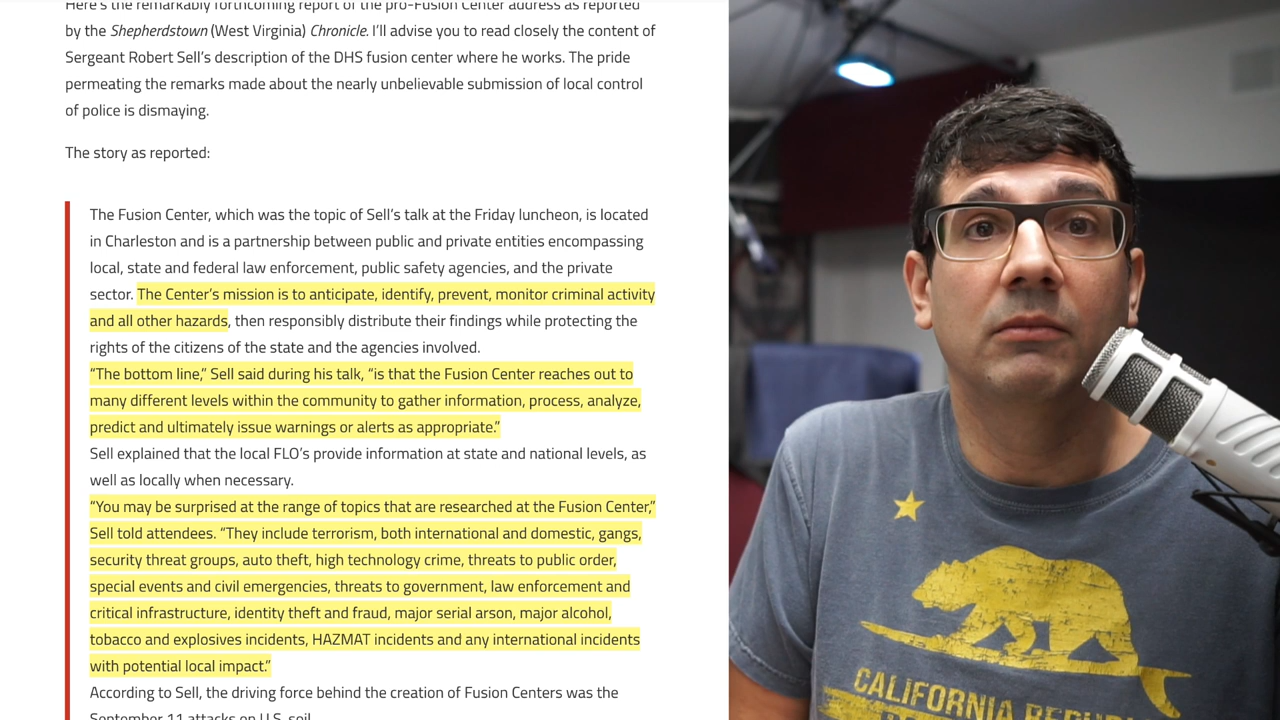 Here's the remarkably forthcoming report of the pro-Fusion Center address as reported
by the Shepherdstown (West Virginia) Chronicle. I'll advise you to read closely the content of
Sergeant Robert Sell's description of the DHS fusion center where he works. The pride
permeating the remarks made about the nearly unbelievable submission of local control
of police is dismaying.
The story as reported:
The Fusion Center, which was the topic of Sell's talk at the Friday luncheon, is located
in Charleston and is a partnership between public and private entities encompassing
local, state and federal law enforcement, public safety agencies, and the private
sector. The Center's mission is to anticipate, identify, prevent, monitor criminal activity
and all other hazards, then responsibly distribute their findings while protecting the
rights of the citizens of the state and the agencies involved.
"The bottom line," Sell said during his talk, "is that the Fusion Center reaches out to
many different levels within the community to gather information, process, analyze,
predict and ultimately issue warnings or alerts as appropriate."
Sell explained that the local FLO's provide information at state and national levels, as
well as locally when necessary.
"You may be surprised at the range of topics that are researched at the Fusion Center,"
Sell told attendees. "They include terrorism, both international and domestic, gangs,
security threat groups, auto theft, high technology crime, threats to public order,
special events and civil emergencies, threats to government, law enforcement and
critical infrastructure, identity theft and fraud, major serial arson, major alcohol,
tobacco and explosives incidents, HAZMAT incidents and any international incidents
with potential local impact."
According to Sell, the driving force behind the creation of Fusion Centers was the
September 11 attacks on U.S. soil.
CALIFORNIA REPUBLIC